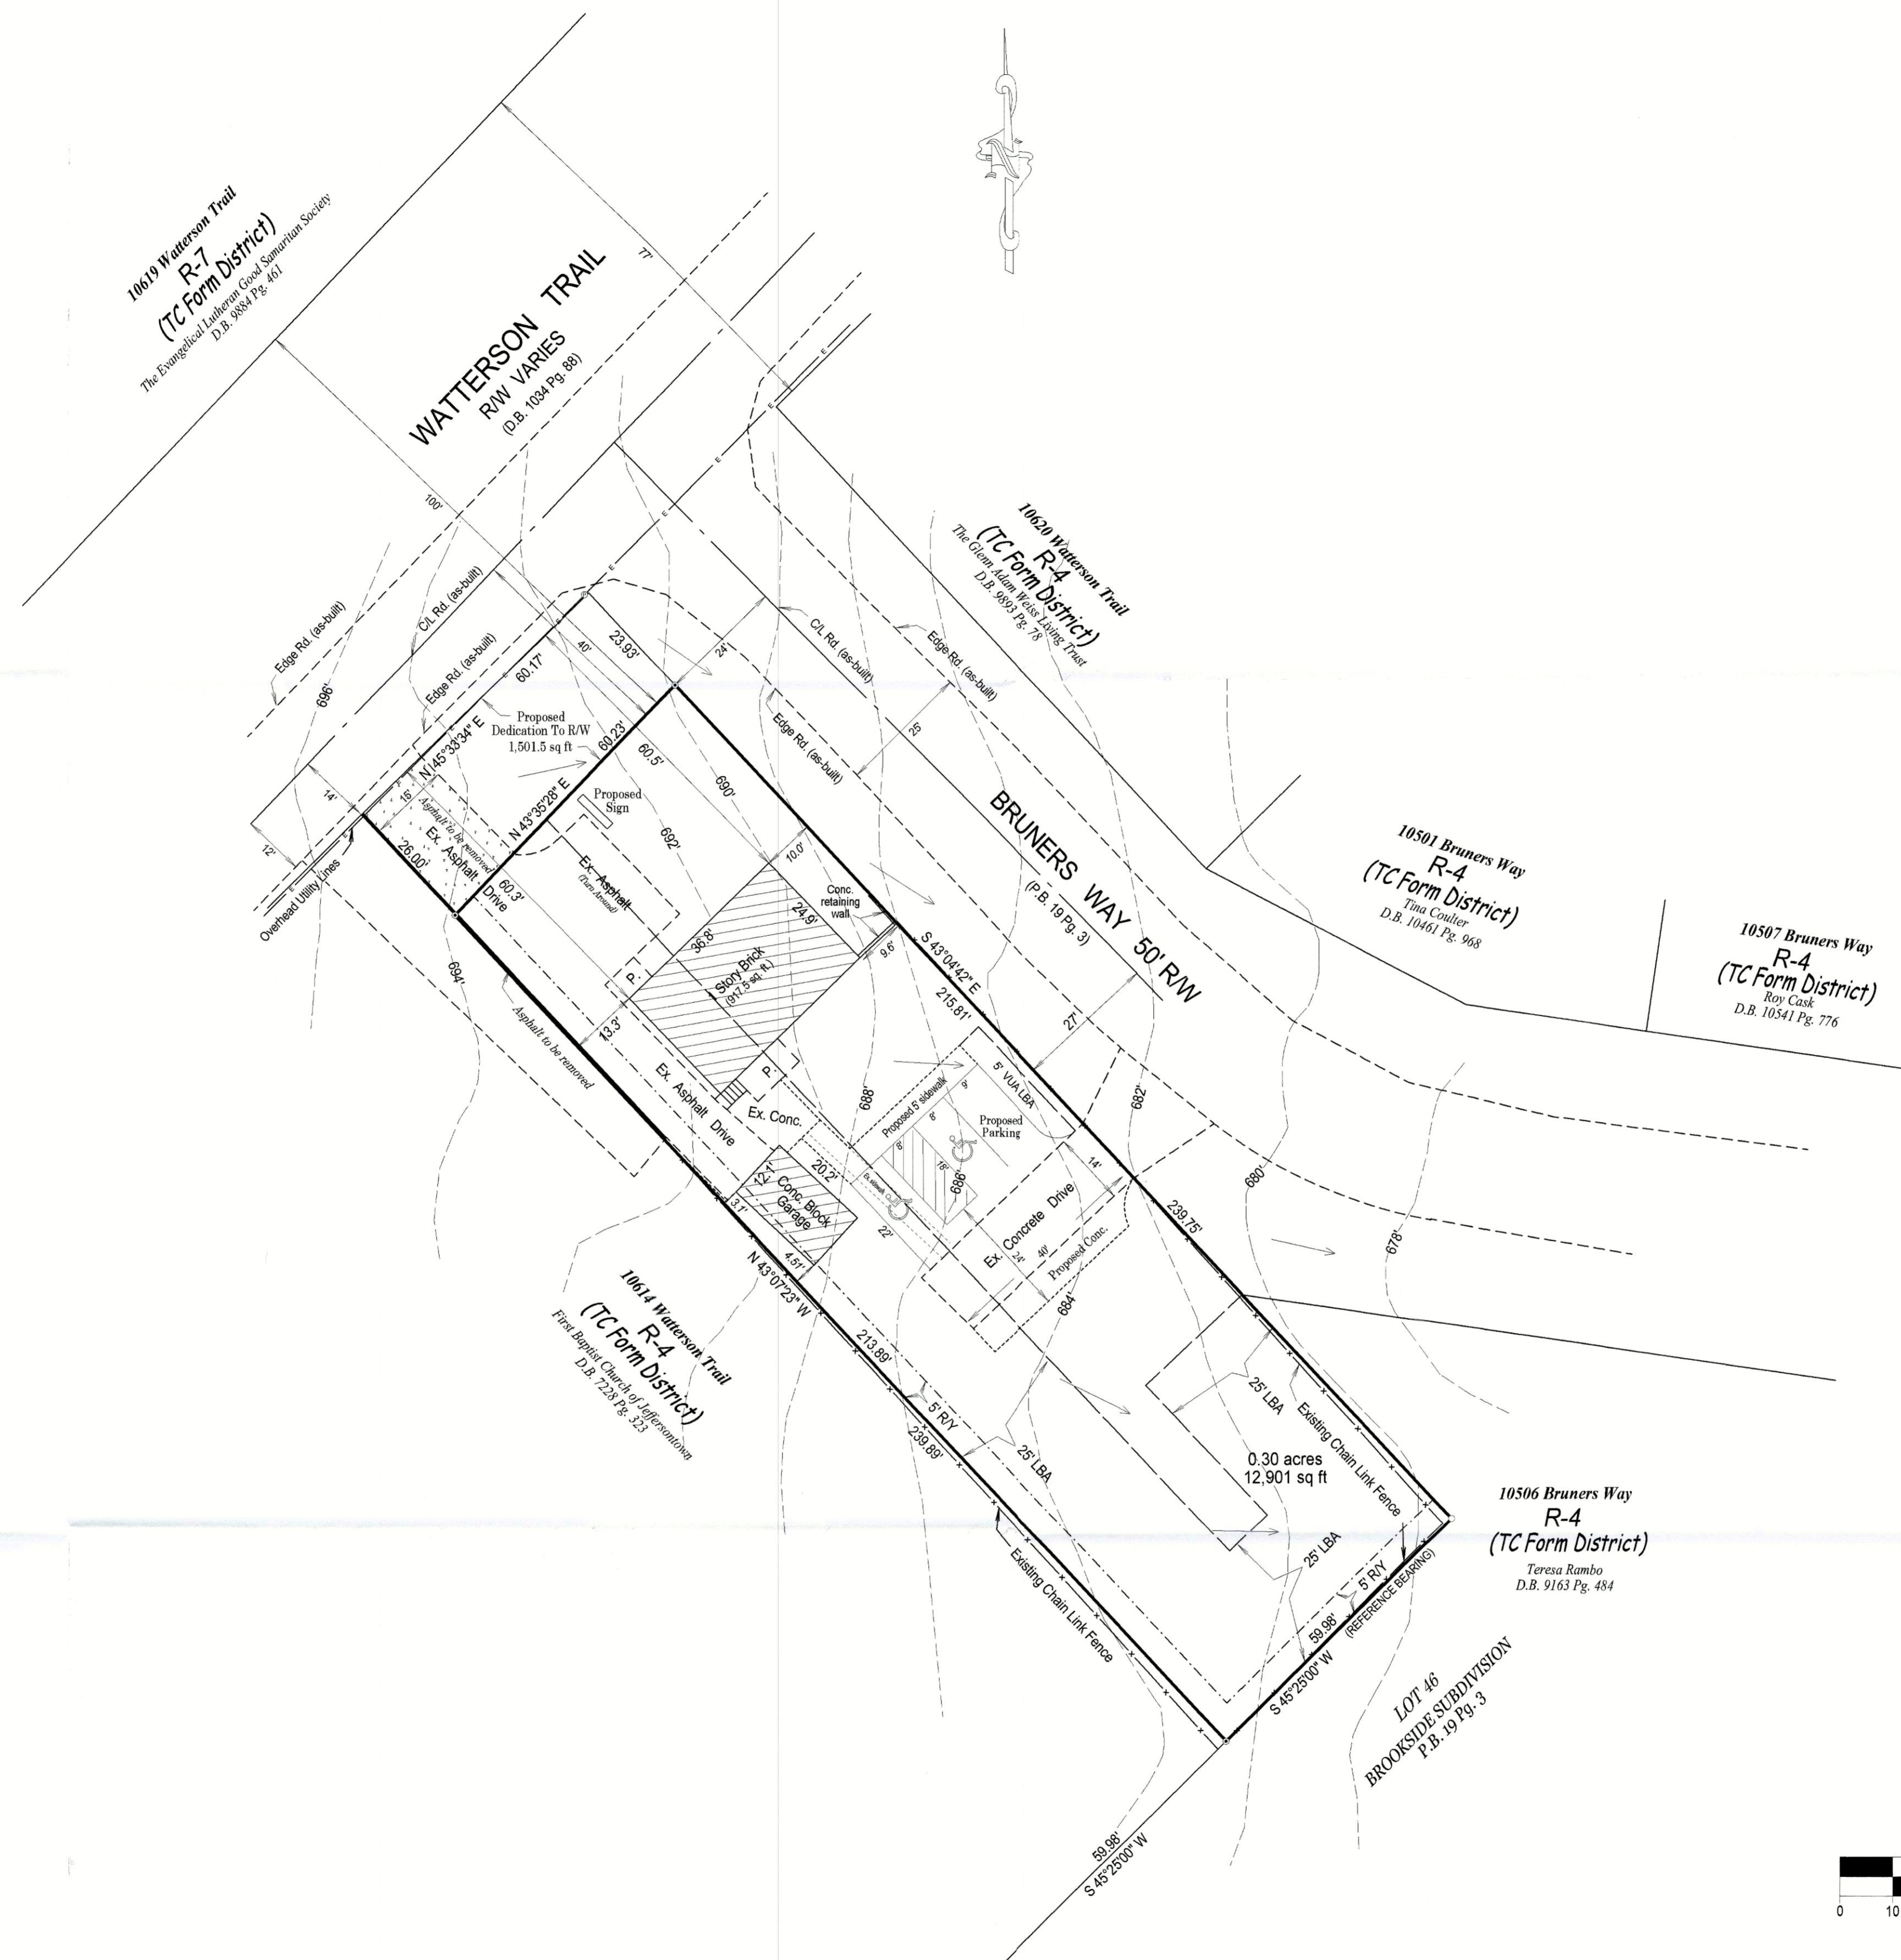 N
10619 Watterson Trail
R-7
(TC Form District)
The Evangelical Lutheran Good Samaritan Society
D.B. 9884 Pg. 461
WATTERSON TRAIL
R/W VARIES
(D.B. 1034 Pg. 88)
77'
100'
10620 Watterson Trail
R-4
(TC Form District)
The Glenn Adam Weiss Living Trust
D.B. 9893 Pg. 78
E
E
E
E
E
E
E
E
Edge Rd. (as-built)
C/L Rd. (as-built)
Edge Rd. (as-built)
696'
60.17'
40'
23.93'
24'
C/L Rd. (as-built)
Edge Rd. (as-built)
Edge Rd. (as-built)
25'
N 45°33'34" E
Proposed
Dedication To R/W
1,501.5 sq ft
60.23'
60.5'
690'
692'
N 43°35'28" E
Proposed
Sign
14'
12'
15'
Asphalt to be removed
Ex. Asphalt
Drive
26.00'
60.3'
Overhead Utility Lines
Ex. Asphalt
(Turn Around)
10.0'
Conc.
retaining
wall
24.9'
36.8'
9.6'
1 Story Brick
(917.5 sq. ft.)
P.
13.3'
694'
Asphalt to be removed
BRUNERS WAY 50' R/W
(P.B. 19 Pg. 3)
S 43°04'42" E
215.81'
27'
10501 Bruners Way
R-4
(TC Form District)
Tina Coulter
D.B. 10461 Pg. 968
10507 Bruners Way
R-4
(TC Form District)
Roy Cask
D.B. 10541 Pg. 776
P.
Ex. Asphalt Drive
Ex. Conc.
688'
Proposed 5' sidewalk
5' VUA LBA
9'
8'
8'
18'
Proposed
Parking
686'
682'
680'
678'
14'
12.1'
20.2'
Conc. Block
Garage
3.1'
4.51'
Ex. Walk
22'
Ex. Concrete Drive
24'
40'
Proposed Conc.
684'
239.75'
N 43°07'23" W
213.89'
239.89'
10614 Watterson Trail
R-4
(TC Form District)
First Baptist Church of Jeffersontown
D.B. 7228 Pg. 323
5' R/Y
25' LBA
25' LBA
Existing Chain Link Fence
0.30 acres
12,901 sq ft
25' LBA
5' R/Y
59.98'
(REFERENCE BEARING)
S 45°25'00" W
Existing Chain Link Fence
10506 Bruners Way
R-4
(TC Form District)
Teresa Rambo
D.B. 9163 Pg. 484
LOT 46
BROOKSIDE SUBDIVISION
P.B. 19 Pg. 3
59.98'
S 45°25'00" W
0 10